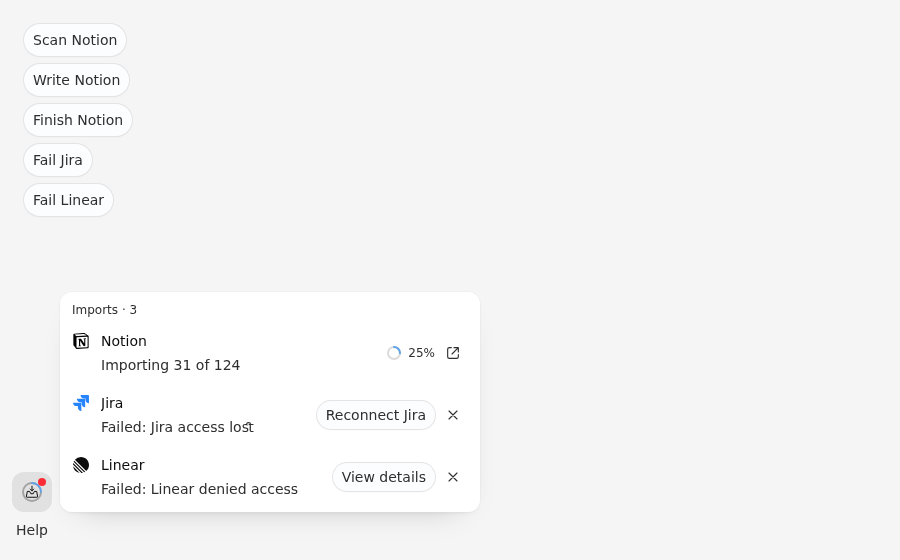 Scan Notion
Write Notion
Finish Notion
Fail Jira
Fail Linear
Imports · 3
Notion
Importing 31 of 124
25%
Jira
Failed: Jira access lost
Reconnect Jira
Linear
Failed: Linear denied access
View details
Help